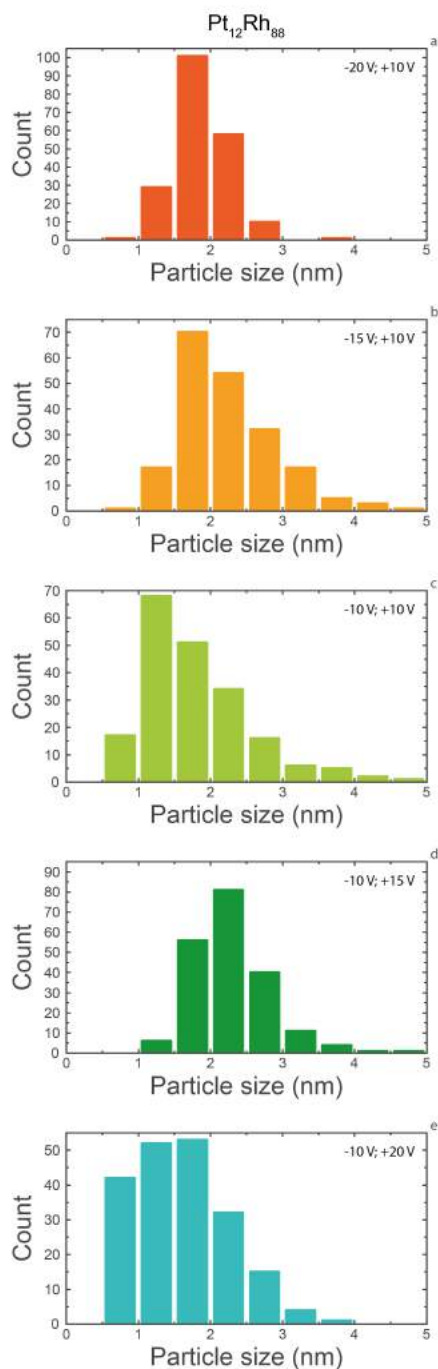 Pt12Rh88
a
-20 V; +10 V
Count
100
90
80
70
60
50
40
30
20
10
0
0 1 2 3 4 5
Particle size (nm)
b
-15 V; +10 V
Count
70
60
50
40
30
20
10
0
0 1 2 3 4 5
Particle size (nm)
c
-10 V; +10 V
Count
70
60
50
40
30
20
10
0
0 1 2 3 4 5
Particle size (nm)
d
-10 V; +15 V
Count
90
80
70
60
50
40
30
20
10
0
0 1 2 3 4 5
Particle size (nm)
e
-10 V; +20 V
Count
50
40
30
20
10
0
0 1 2 3 4 5
Particle size (nm)